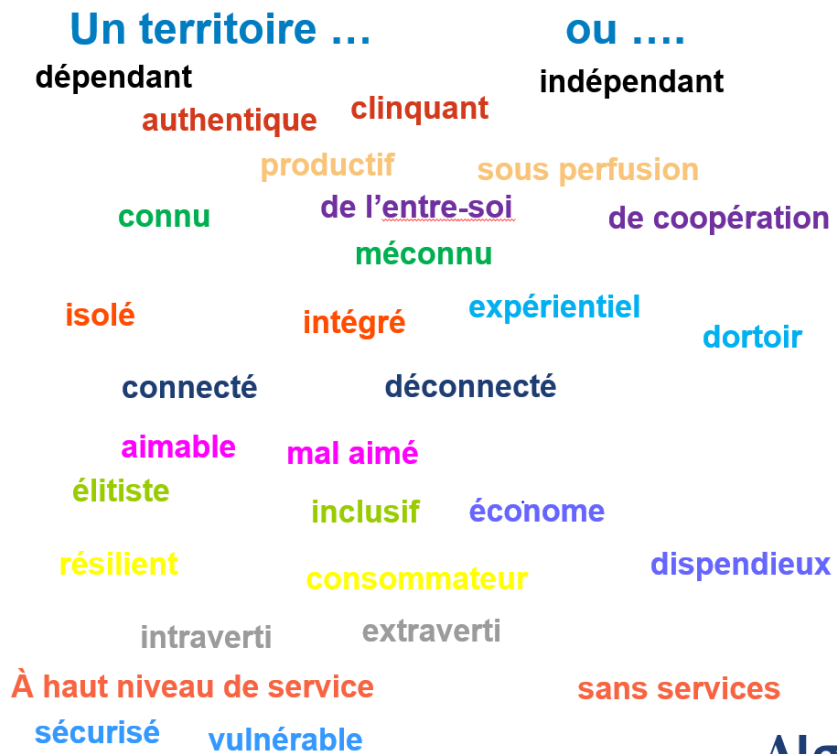 Un territoire … ou ….
dépendant indépendant
authentique clinquant
productif sous perfusion
connu de l'entre-soi de coopération
méconnu
isolé intégré expérientiel
dortoir
connecté déconnecté
aimable mal aimé
élitiste inclusif économe
résilient consommateur dispendieux
intraverti extraverti
À haut niveau de service sans services
sécurisé vulnérable